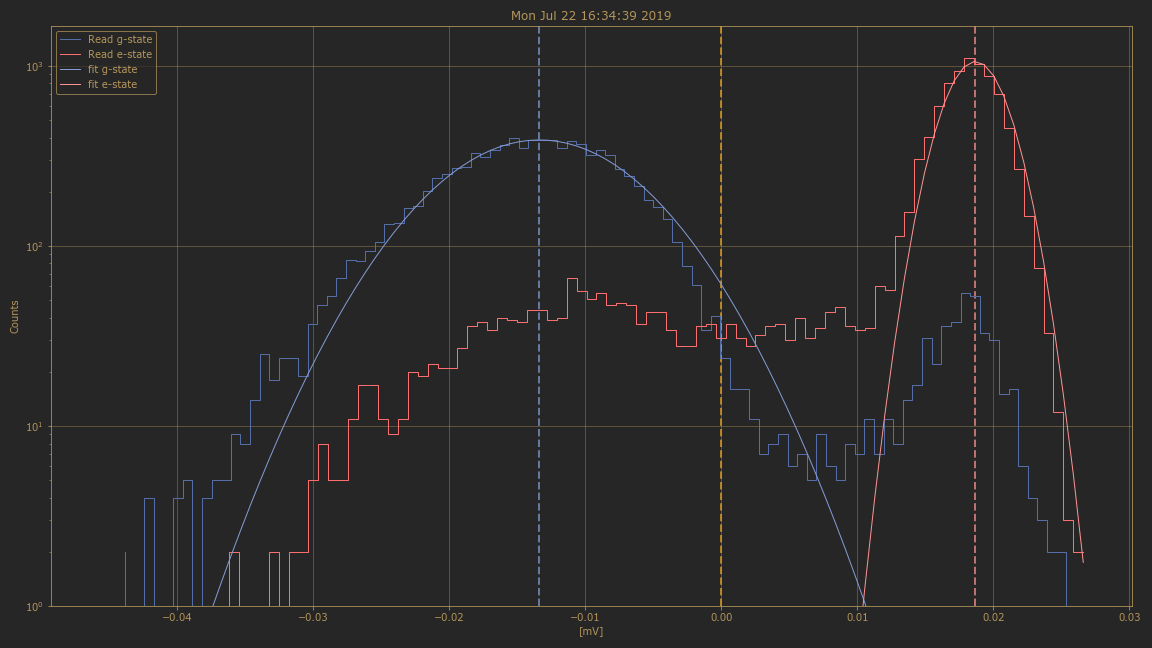 Mon Jul 22 16:34:39 2019
Read g-state
Read e-state
fit g-state
fit e-state
10³
10²
10¹
10⁰
Counts
−0.04 −0.03 −0.02 −0.01 0.00 0.01 0.02 0.03
[mV]